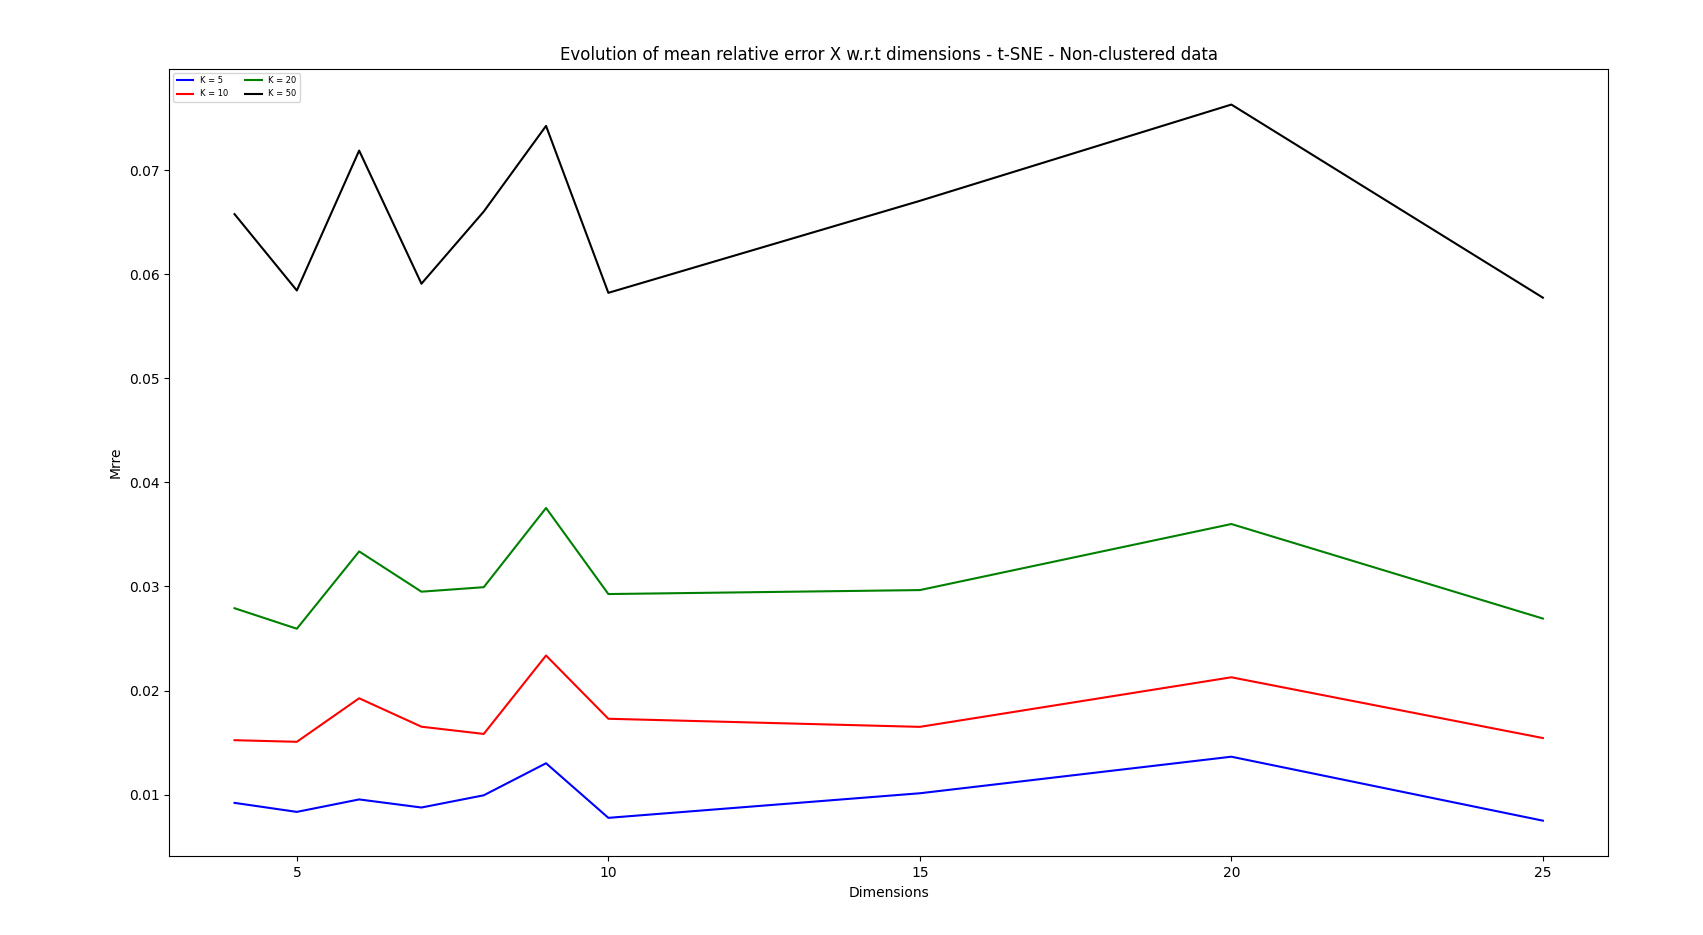 Evolution of mean relative error X w.r.t dimensions - t-SNE - Non-clustered data
K = 5 K = 20
K = 10 K = 50
0.07
0.06
0.05
0.04
0.03
0.02
0.01
Mrre
5 10 15 20 25
Dimensions